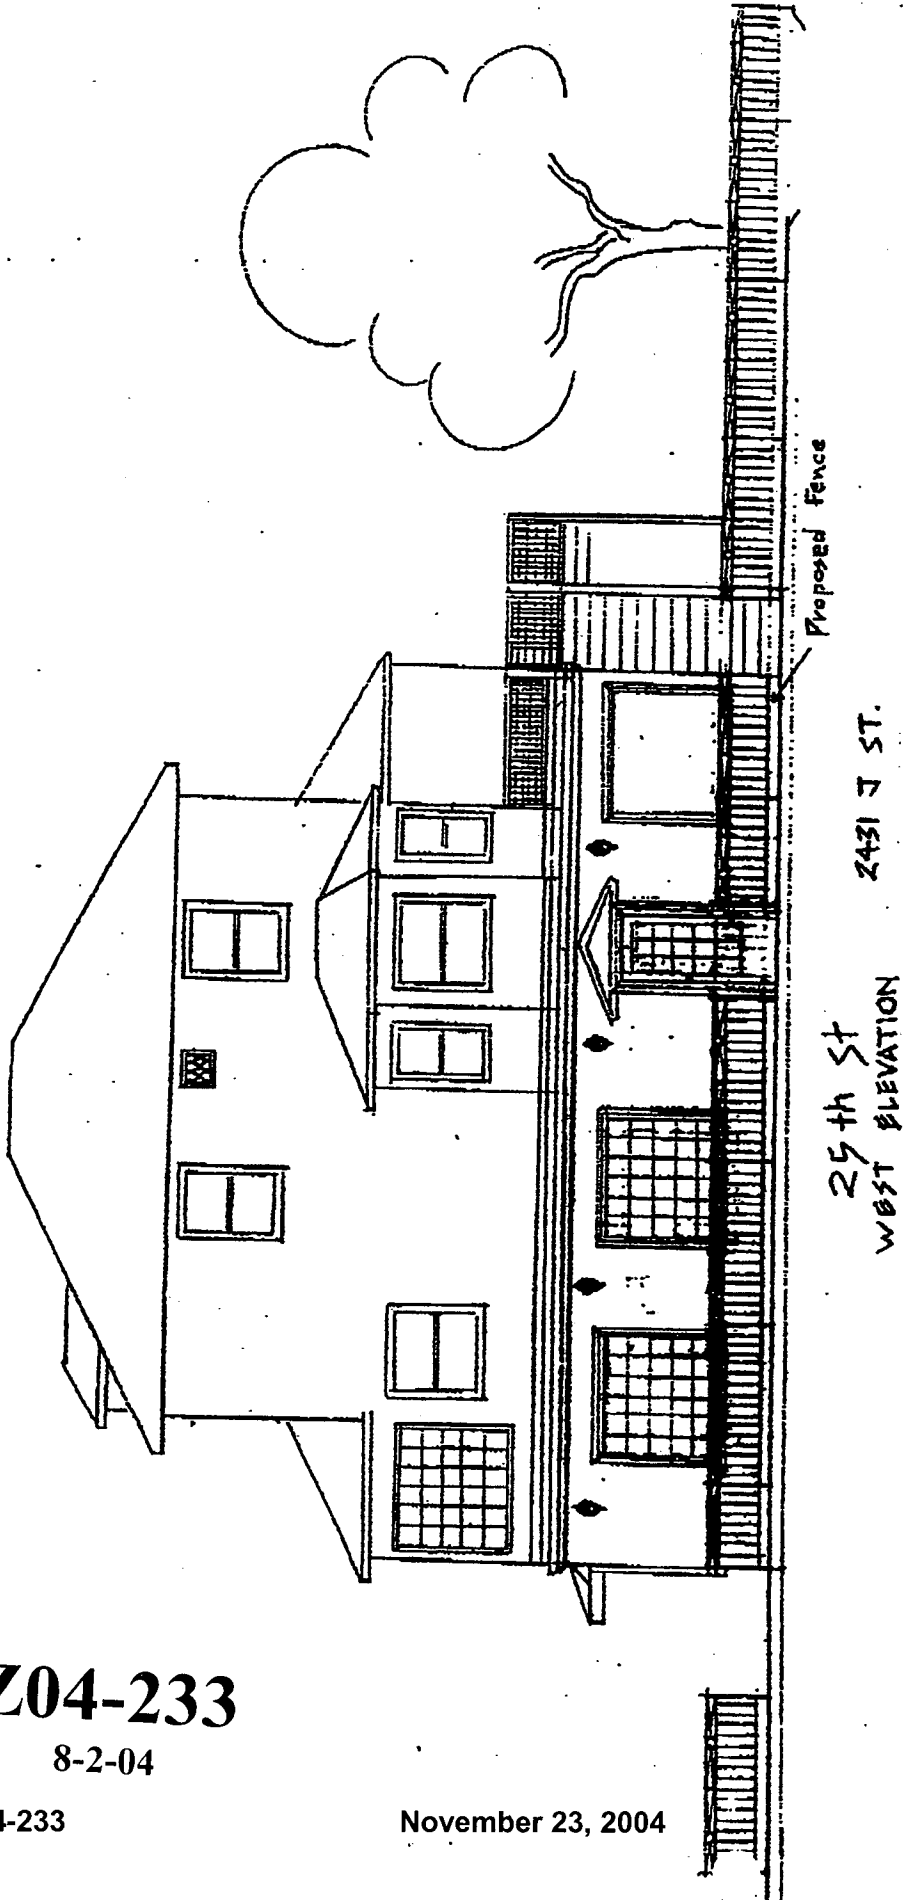 Proposed Fence
25th St
WEST ELEVATION
2431 J ST.
Z04-233
8-2-04
4-233
November 23, 2004